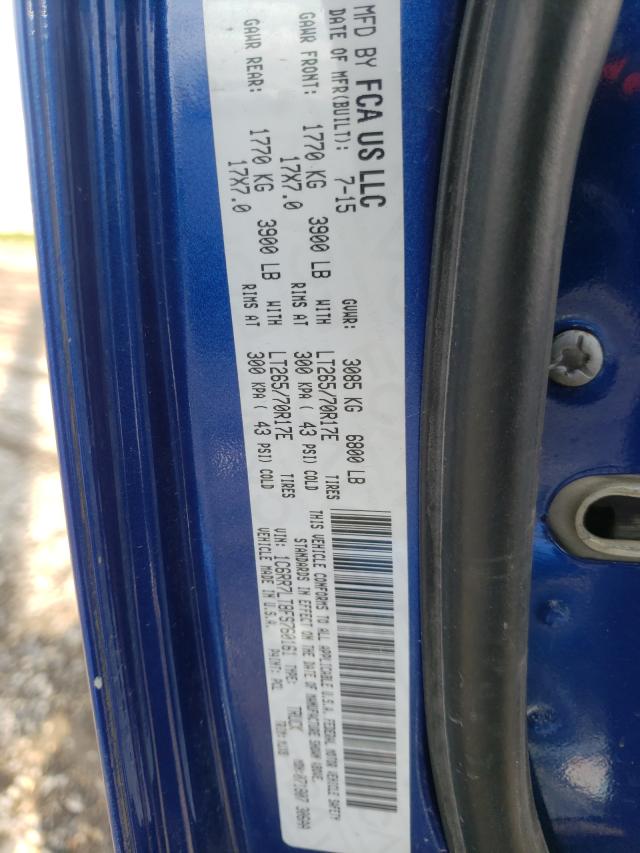 MFD BY FCA US LLC
DATE OF MFR(BUILT): 7-15 GVWR: 3085 KG 6800 LB
GAWR FRONT: 1770 KG 3900 LB WITH LT265/70R17E TIRES
17X7.0 RIMS AT 300 KPA ( 43 PSI) COLD
GAWR REAR: 1770 KG 3900 LB WITH LT265/70R17E TIRES
17X7.0 RIMS AT 300 KPA ( 43 PSI) COLD
THIS VEHICLE CONFORMS TO ALL APPLICABLE U.S.A. FEDERAL MOTOR VEHICLE SAFETY
STANDARDS IN EFFECT ON THE DATE OF MANUFACTURE SHOWN ABOVE.
VIN: 1C6RR7LT8FS760181 TYPE: TRUCK
VEHICLE MADE IN U.S.A. PAINT: TRIM: